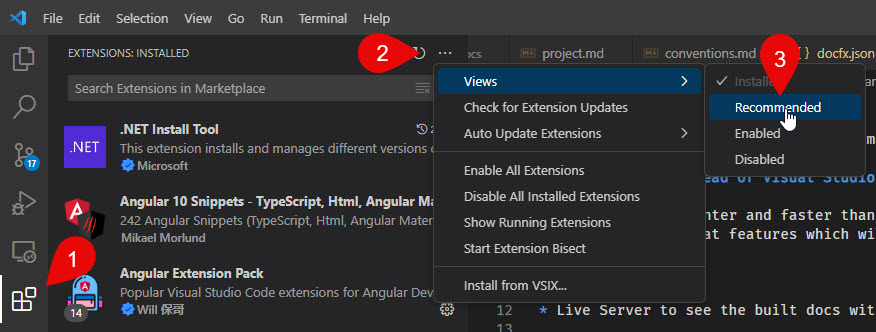 File Edit Selection View Go Run Terminal Help
EXTENSIONS: INSTALLED
2
project.md
conventions.md
docfx.json
3
Search Extensions in Marketplace
Views
Installed
Check for Extension Updates
Recommended
Auto Update Extensions
Enabled
Disabled
.NET
.NET Install Tool
This extension installs and manages different versions
Microsoft
Enable All Extensions
Disable All Installed Extensions
Show Running Extensions
Start Extension Bisect
Install from VSIX...
17
Angular 10 Snippets - TypeScript, Html, Angular Ma
242 Angular Snippets (TypeScript, Html, Angular Mater
Mikael Morlund
1
Angular Extension Pack
Popular Visual Studio Code extensions for Angular Dev
Will 保哥
14
ead of Visual Studio
nter and faster than
at features which wi
12 * Live Server to see the built docs wit
13